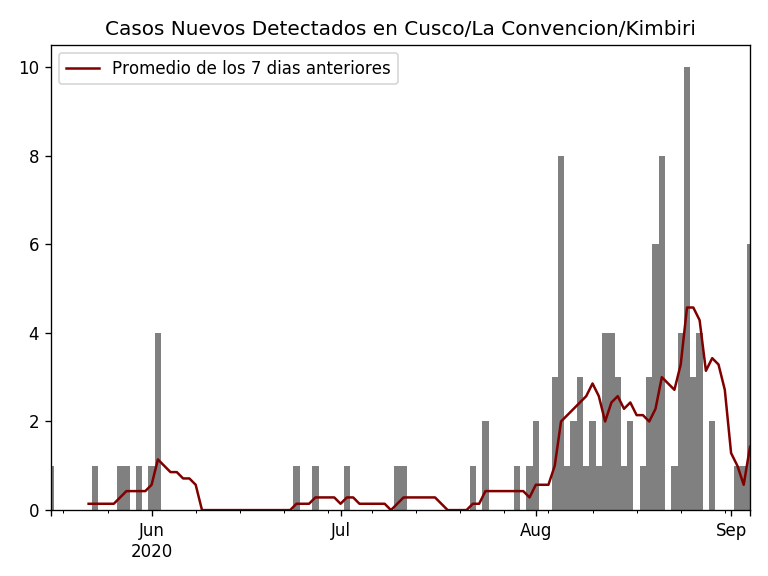 Casos Nuevos Detectados en Cusco/La Convencion/Kimbiri
Promedio de los 7 dias anteriores
10
8
6
4
2
0
Jun
2020
Jul
Aug
Sep